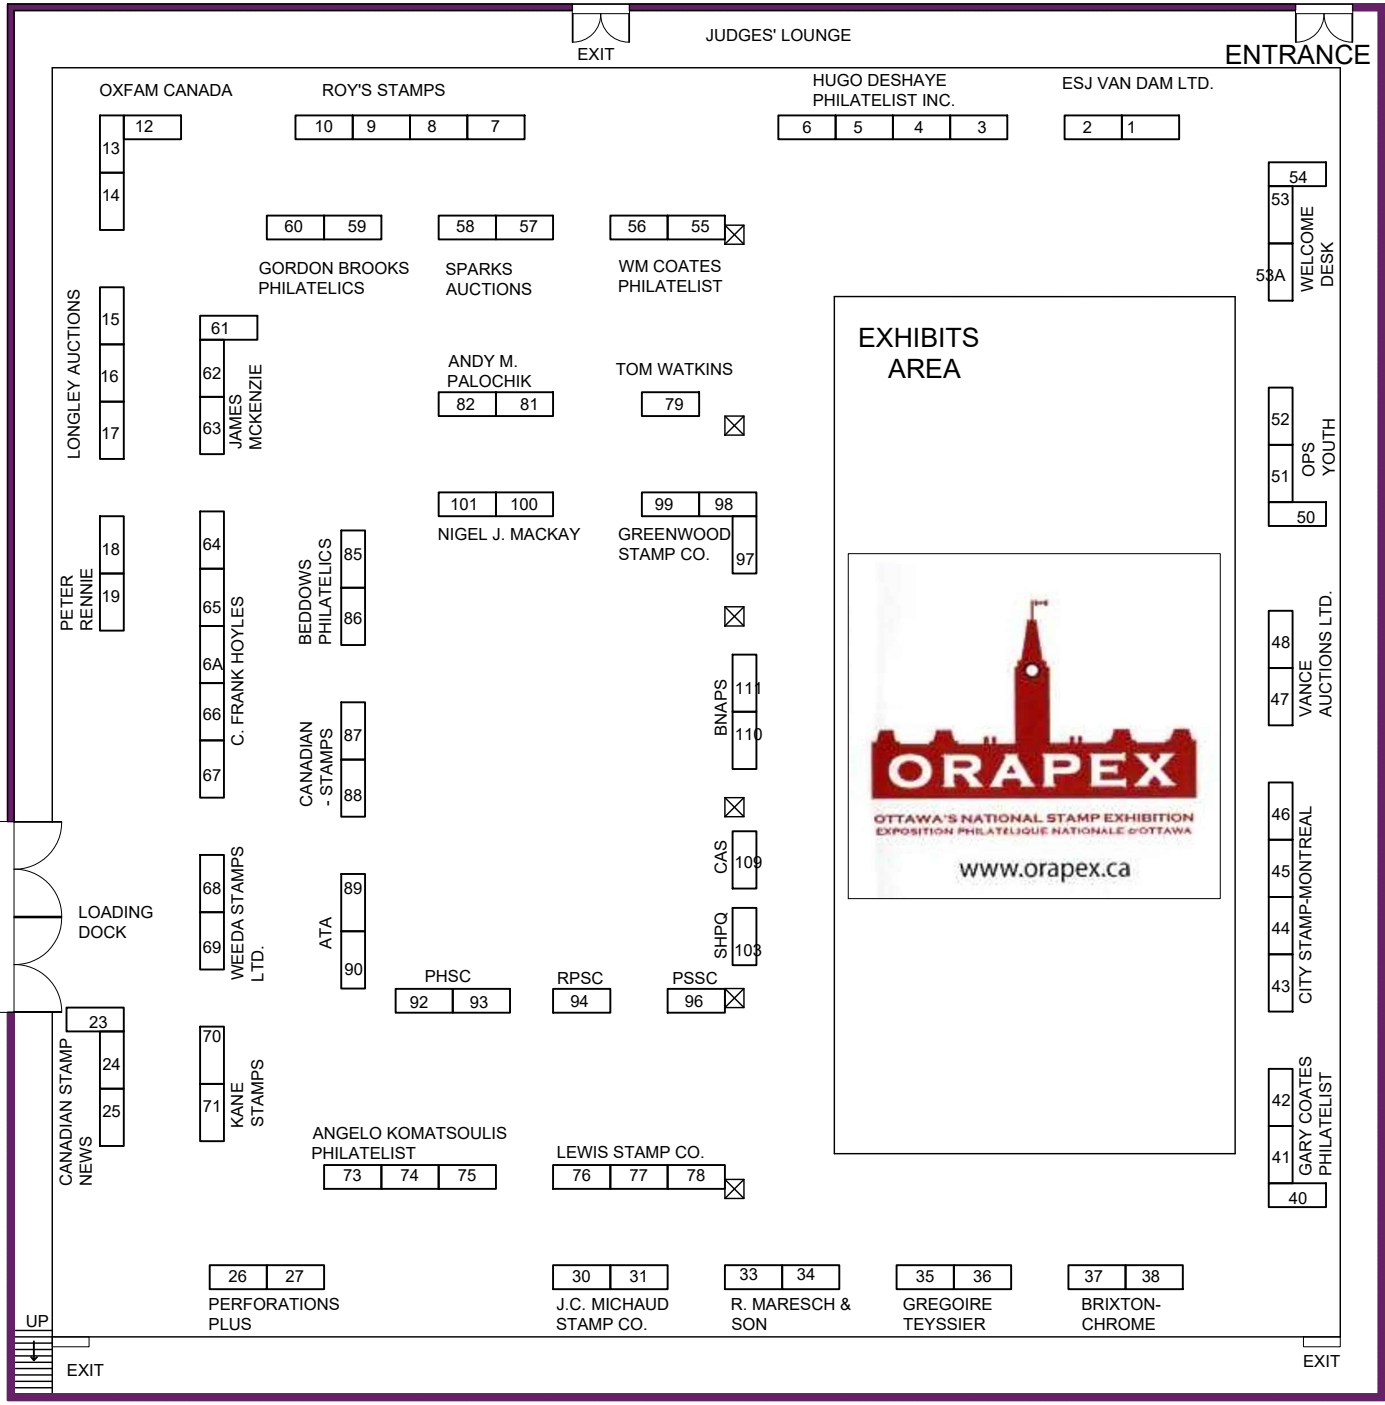 JUDGES' LOUNGE
EXIT
ENTRANCE
OXFAM CANADA
ROY'S STAMPS
HUGO DESHAYE
PHILATELIST INC.
ESJ VAN DAM LTD.
12
13
14
10 9 8 7
6 5 4 3
2 1
54
53
53A
WELCOME
DESK
60 59
58 57
56 55
GORDON BROOKS
PHILATELICS
SPARKS
AUCTIONS
WM COATES
PHILATELIST
LONGLEY AUCTIONS
15
16
17
61
62
63
JAMES
MCKENZIE
ANDY M.
PALOCHIK
82 81
TOM WATKINS
79
EXHIBITS
AREA
52
51
50
OPS
YOUTH
101 100
NIGEL J. MACKAY
99 98
97
GREENWOOD
STAMP CO.
PETER
RENNIE
18
19
64
65
6A
66
67
C. FRANK HOYLES
BEDDOWS
PHILATELICS
85
86
CANADIAN
- STAMPS
87
88
BNAPS
111
110
48
47
VANCE
AUCTIONS LTD.
ORAPEX
OTTAWA'S NATIONAL STAMP EXHIBITION
EXPOSITION PHILATÉLIQUE NATIONALE d'OTTAWA
www.orapex.ca
46
45
44
43
CITY STAMP-MONTREAL
CAS
109
SHPQ
103
LOADING
DOCK
68
69
WEEDA STAMPS
LTD.
ATA
89
90
PHSC
92 93
RPSC
94
PSSC
96
23
24
25
CANADIAN STAMP
NEWS
70
71
KANE
STAMPS
42
41
40
GARY COATES
PHILATELIST
ANGELO KOMATSOULIS
PHILATELIST
73 74 75
LEWIS STAMP CO.
76 77 78
26 27
PERFORATIONS
PLUS
30 31
J.C. MICHAUD
STAMP CO.
33 34
R. MARESCH &
SON
35 36
GREGOIRE
TEYSSIER
37 38
BRIXTON-
CHROME
UP
EXIT
EXIT